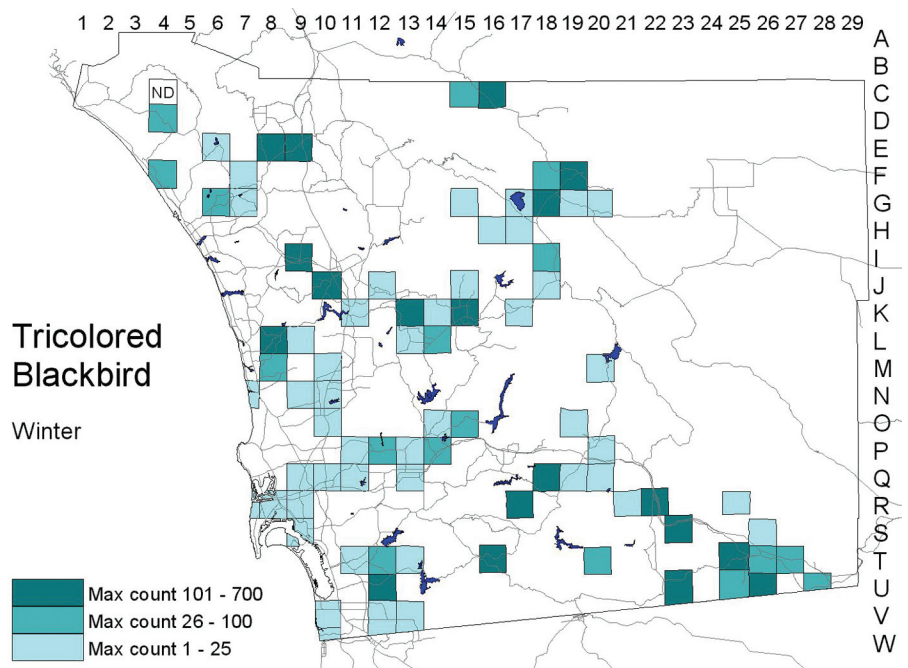 1 2 3 4 5 6 7 8 9 10 11 12 13 14 15 16 17 18 19 20 21 22 23 24 25 26 27 28 29
A
B
C
D
E
F
G
H
I
J
K
L
M
N
O
P
Q
R
S
T
U
V
W
ND
Tricolored
Blackbird
Winter
Max count 101 - 700
Max count 26 - 100
Max count 1 - 25